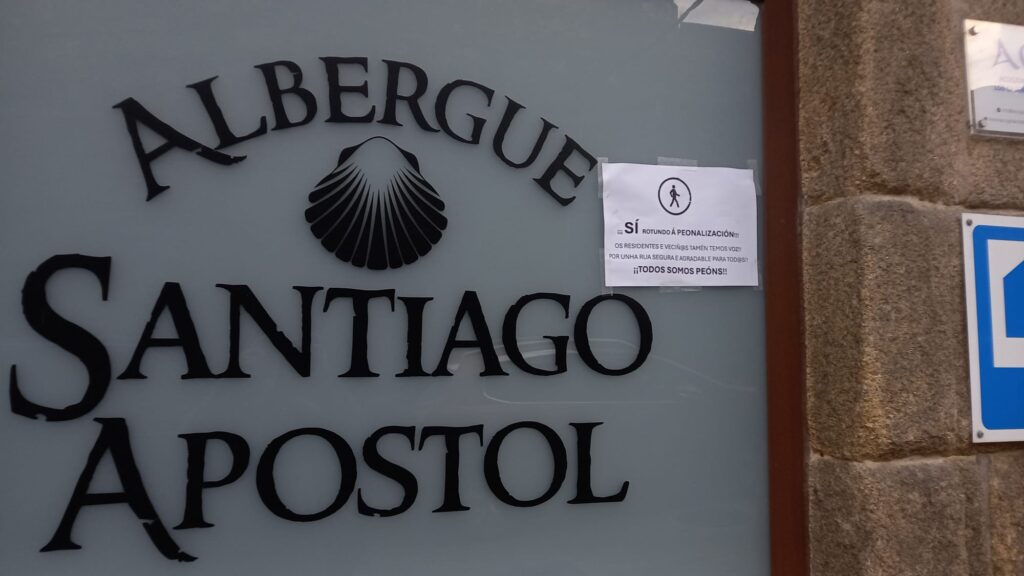 ALBERGUE
SANTIAGO
APOSTOL
¡¡¡ SÍ ROTUNDO Á PEONALIZACIÓN!!!
OS RESIDENTES E VECIÑ@S TAMÉN TEMOS VOZ!!
POR UNHA RUA SEGURA E AGRADABLE PARA TOD@S!!
¡¡TODOS SOMOS PEÓNS!!